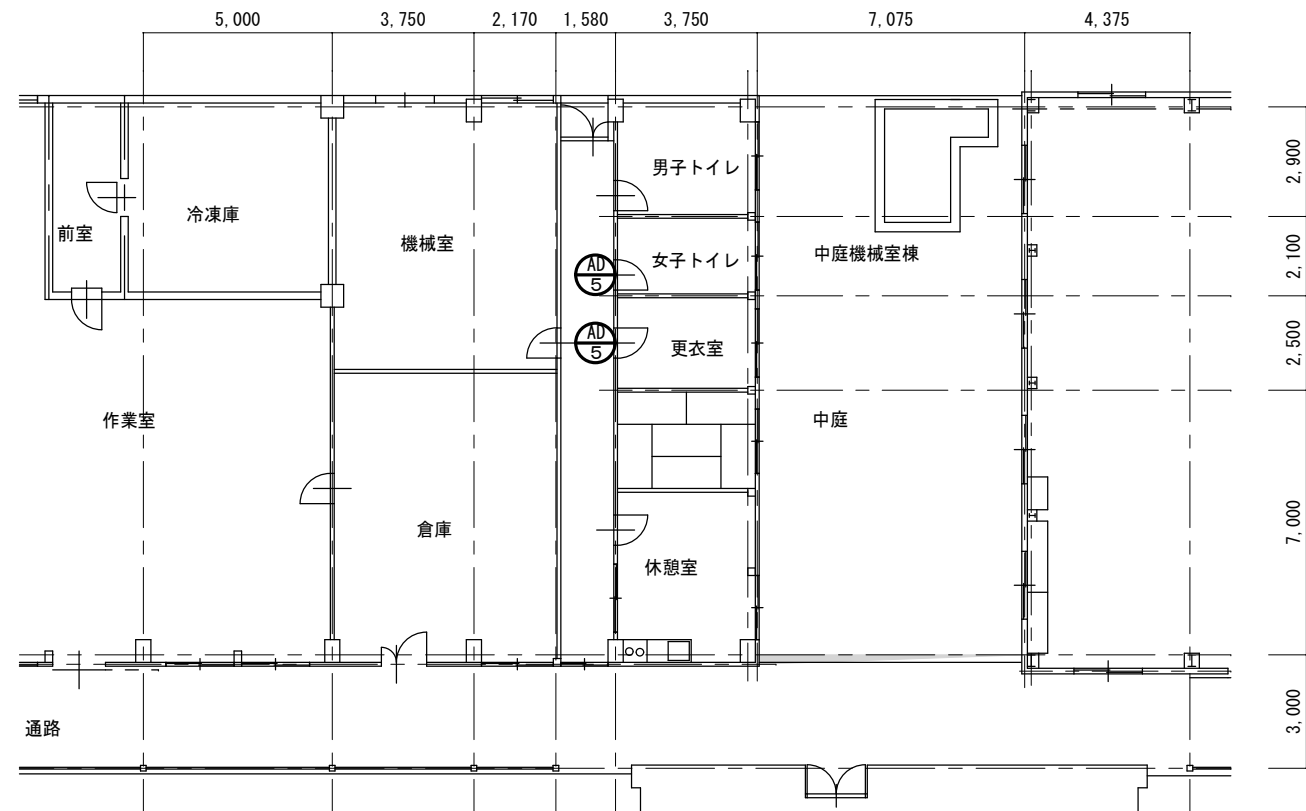 5,000
3,750
2,170
1,580
3,750
7,075
4,375
2,900
2,100
2,500
7,000
3,000
男子トイレ
冷凍庫
前室
機械室
女子トイレ
中庭機械室棟
AD
5
AD
5
更衣室
作業室
中庭
倉庫
休憩室
通路